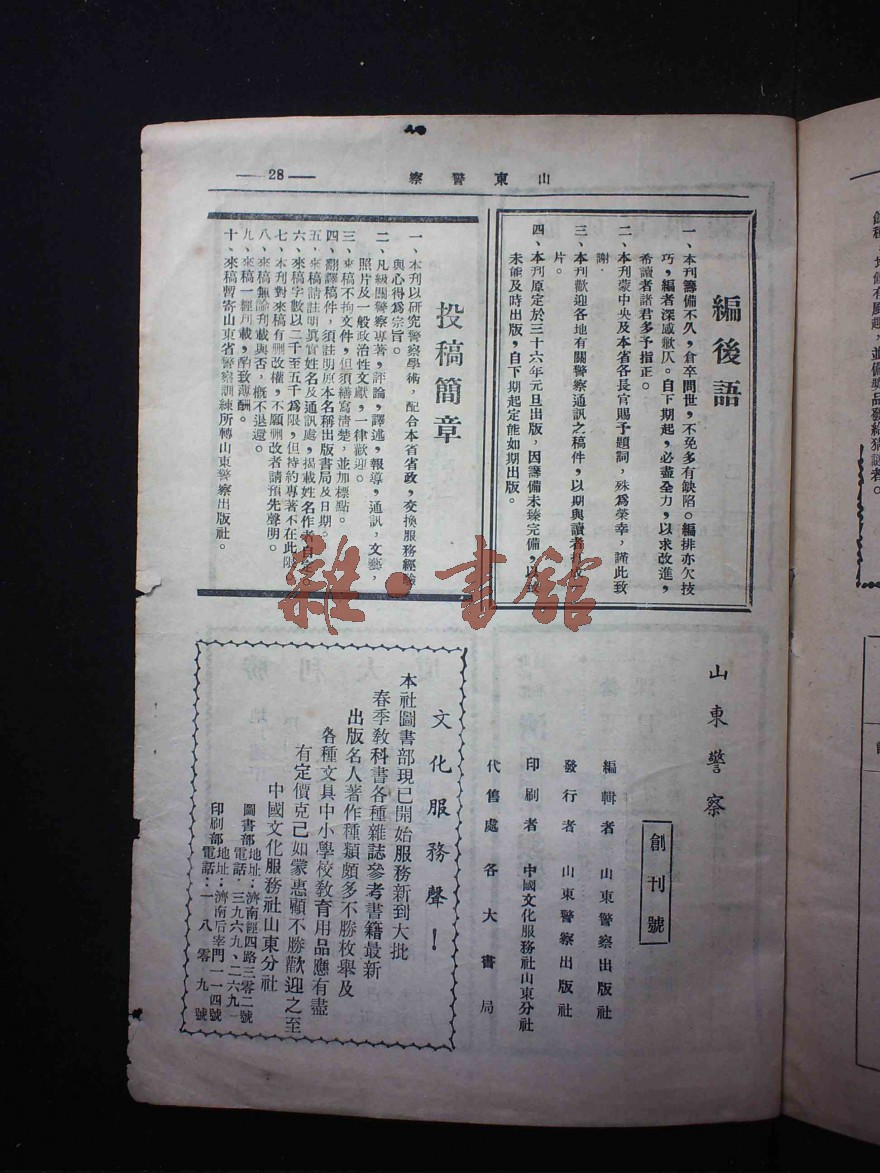 山東警察
—28—
編後語
一、本刊籌備不久，倉卒問世，不免多有缺陷。編排亦欠技
巧，編者深感歉仄。自下期起，必盡全力，以求改進，
希讀者諸君多予指正。
二、本刊蒙中央及本省各長官賜予題詞，殊爲榮幸，謹此致
謝。
三、本刊歡迎各地有關警察通訊之稿件，以期與讀者
片。
四、本刊原定於三十六年元旦出版，因籌備未臻完備，以致
未能及時出版，自下期起定能如期出版。
投稿簡章
一、本刊以研究警察學術，配合本省省政，交換服務經驗
與心得爲宗旨。
二、凡級關警察專著，評論，譯述，報導，通訊，文藝，
照片及一般政治性文獻，一律歡迎。
三、來稿不拘文件，但須繕寫清楚，並加標點。
四、翻譯稿件，須註明原本名稱出版書局及日期。
五、來稿請註明真實姓名及通訊處，揭載姓名作者自
六、來稿字數以二千至五千爲限，但特約專著不在此限
七、本刊對來稿有删改權，不願删改者請預先聲明。
八、來稿無論刊載與否，概不退還。
九、來稿一經刊載，酌致薄酬。
十、來稿暫寄山東省警察訓練所轉山東警察出版社。
雜·書館
山東警察
創刊號
編輯者 山東警察出版社
發行者 山東警察出版社
印刷者 中國文化服務社山東分社
代售處 各大書局
文化服務聲！
本社圖書部現已開始服務新到大批
春季敎科書各種雜誌參考書籍最新
出版名人著作種類頗多不勝枚舉及
各種文具中小學校敎育用品應有盡
有定價克己如蒙惠顧不勝歡迎之至
中國文化服務社山東分社
圖書部 地址：濟南經四路三零二號
電話：三九六九、二六九一
印刷部 地址：濟南后宰門一一四號
電話：一八零九號